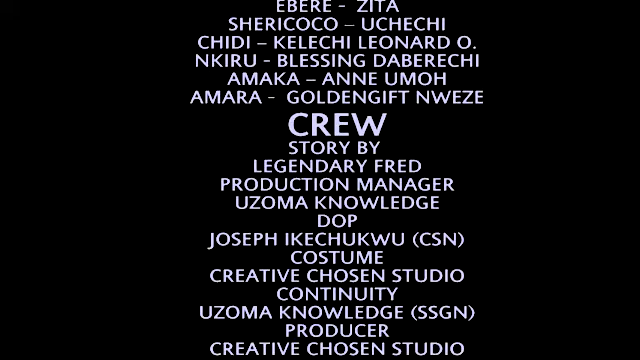 EBERE - ZITA
SHERICOCO – UCHECHI
CHIDI – KELECHI LEONARD O.
NKIRU - BLESSING DABERECHI
AMAKA – ANNE UMOH
AMARA - GOLDENGIFT NWEZE
CREW
STORY BY
LEGENDARY FRED
PRODUCTION MANAGER
UZOMA KNOWLEDGE
DOP
JOSEPH IKECHUKWU (CSN)
COSTUME
CREATIVE CHOSEN STUDIO
CONTINUITY
UZOMA KNOWLEDGE (SSGN)
PRODUCER
CREATIVE CHOSEN STUDIO